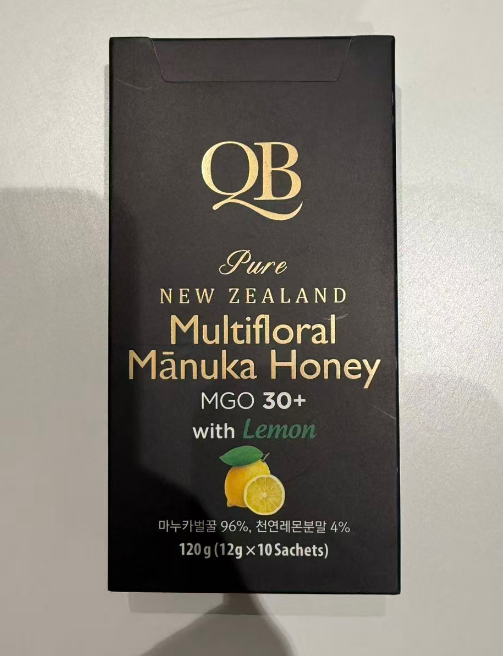 QB
Pure
NEW ZEALAND
Multifloral
Mānuka Honey
MGO 30+
with Lemon
마누카벌꿀 96%, 천연레몬분말 4%
120 g (12g × 10 Sachets)